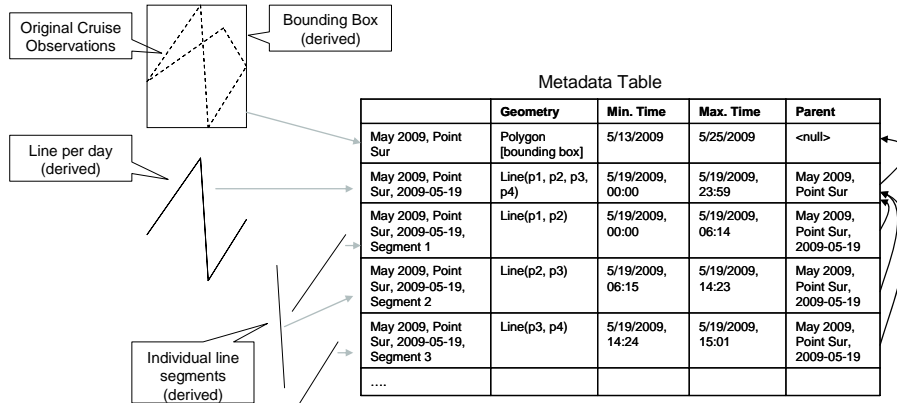 Original Cruise
Observations
Bounding Box
(derived)
Line per day
(derived)
Individual line
segments
(derived)
Metadata Table
Geometry Min. Time Max. Time Parent
May 2009, Point
Sur
Polygon
[bounding box]
5/13/2009
5/25/2009
<null>
May 2009, Point
Sur, 2009-05-19
Line(p1, p2, p3,
p4)
5/19/2009,
00:00
5/19/2009,
23:59
May 2009,
Point Sur
May 2009, Point
Sur, 2009-05-19,
Segment 1
Line(p1, p2)
5/19/2009,
00:00
5/19/2009,
06:14
May 2009,
Point Sur,
2009-05-19
May 2009, Point
Sur, 2009-05-19,
Segment 2
Line(p2, p3)
5/19/2009,
06:15
5/19/2009,
14:23
May 2009,
Point Sur,
2009-05-19
May 2009, Point
Sur, 2009-05-19,
Segment 3
Line(p3, p4)
5/19/2009,
14:24
5/19/2009,
15:01
May 2009,
Point Sur,
2009-05-19
....